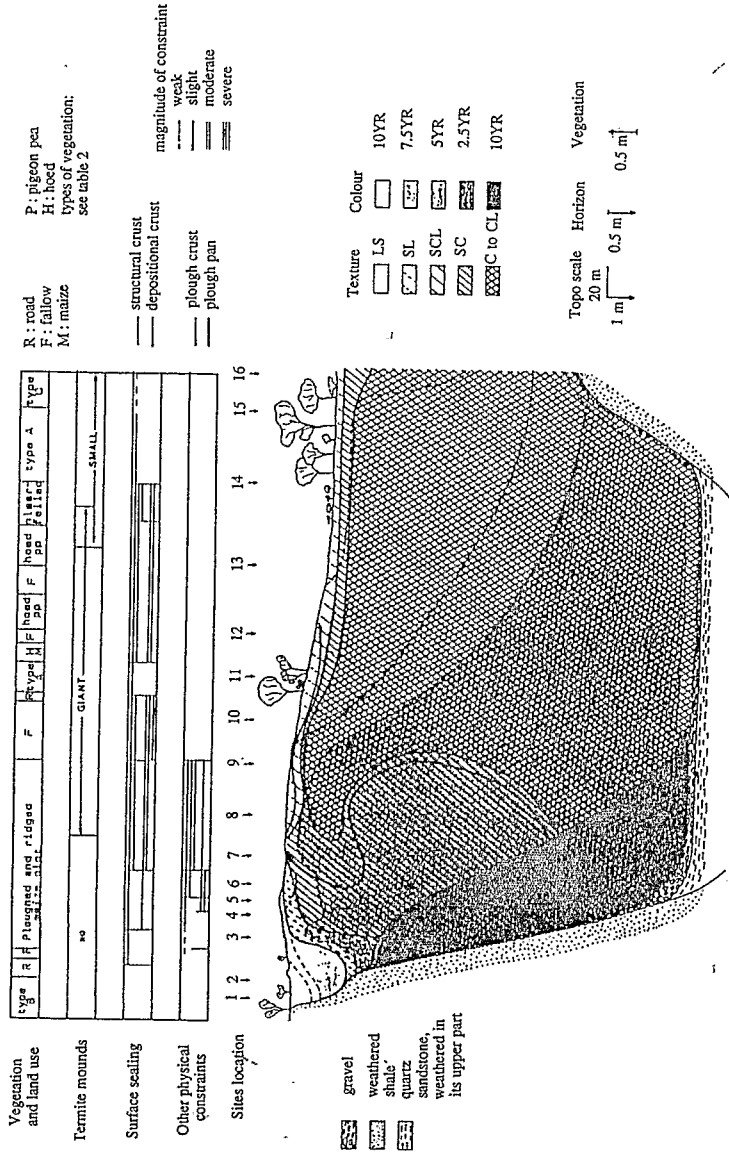 Vegetation
and land use
type
B
R
F
Ploughed and ridged
F
R
type
H
M
F
hoed
pp
F
hoed
pp
type A
type
C
Termite mounds
no
GIANT
SMALL
Surface sealing
Other physical
constraints
Sites location
1 2 3 4 5 6 7 8 9 10 11 12 13 14 15 16
R : road
F : fallow
M : maize
P : pigeon pea
H : hoed
types of vegetation:
see table 2
structural crust
depositional crust
plough crust
plough pan
magnitude of constraint
weak
slight
moderate
severe
gravel
weathered
shale
quartz
sandstone,
weathered in
its upper part
Texture
LS
SL
SCL
SC
C to CL
Colour
10YR
7.5YR
5YR
2.5YR
10YR
Topo scale
20 m
1 m
Horizon
0.5 m
Vegetation
0.5 m